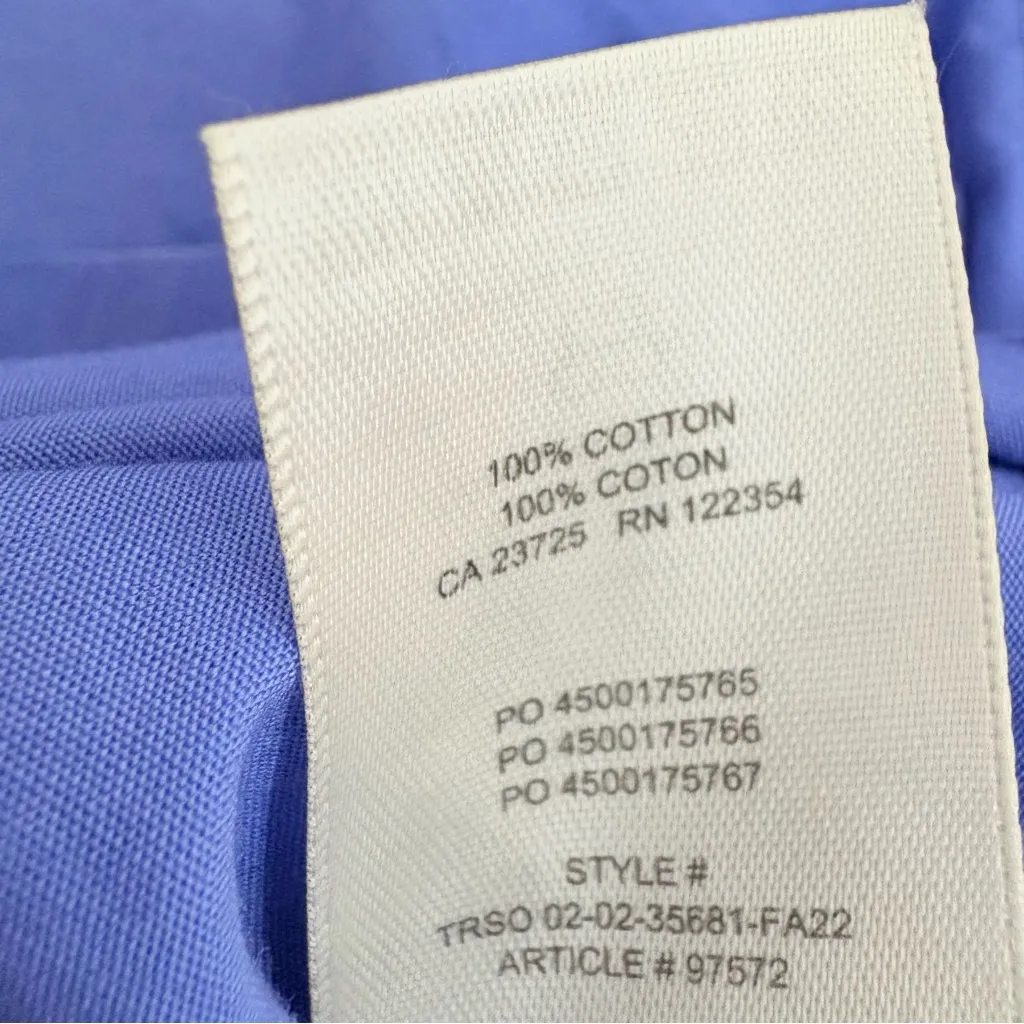 100% COTTON
100% COTON
CA 23725 RN 122354
PO 4500175765
PO 4500175766
PO 4500175767
STYLE #
TRSO 02-02-35681-FA22
ARTICLE # 97572